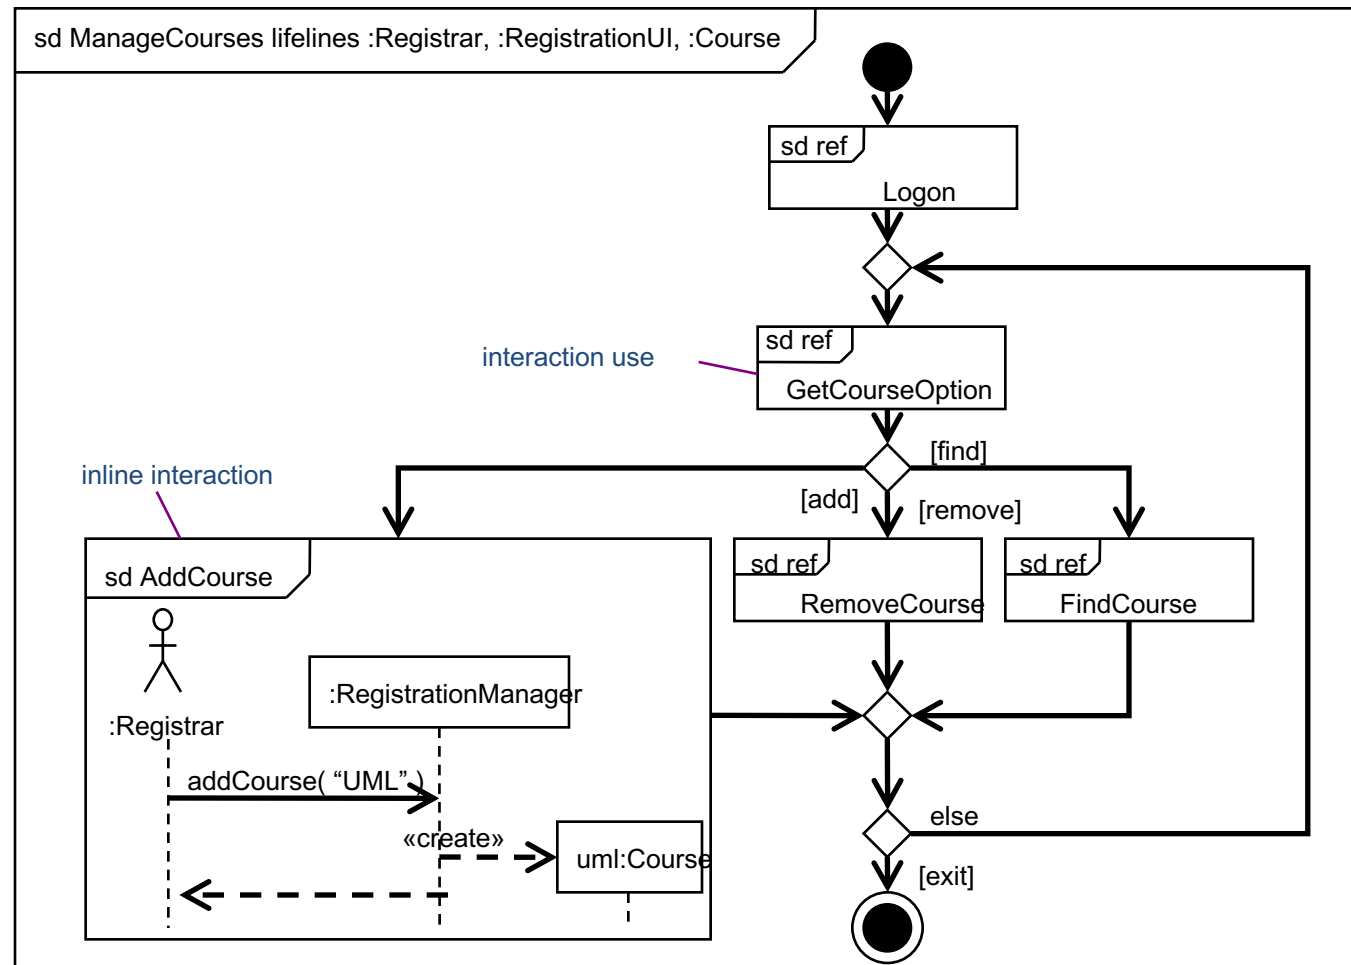 sd ManageCourses lifelines :Registrar, :RegistrationUI, :Course
sd ref
Logon
sd ref
GetCourseOption
interaction use
[find]
[add]
[remove]
inline interaction
sd AddCourse
:Registrar
:RegistrationManager
addCourse( “UML” )
«create»
uml:Course
sd ref
RemoveCourse
sd ref
FindCourse
else
[exit]